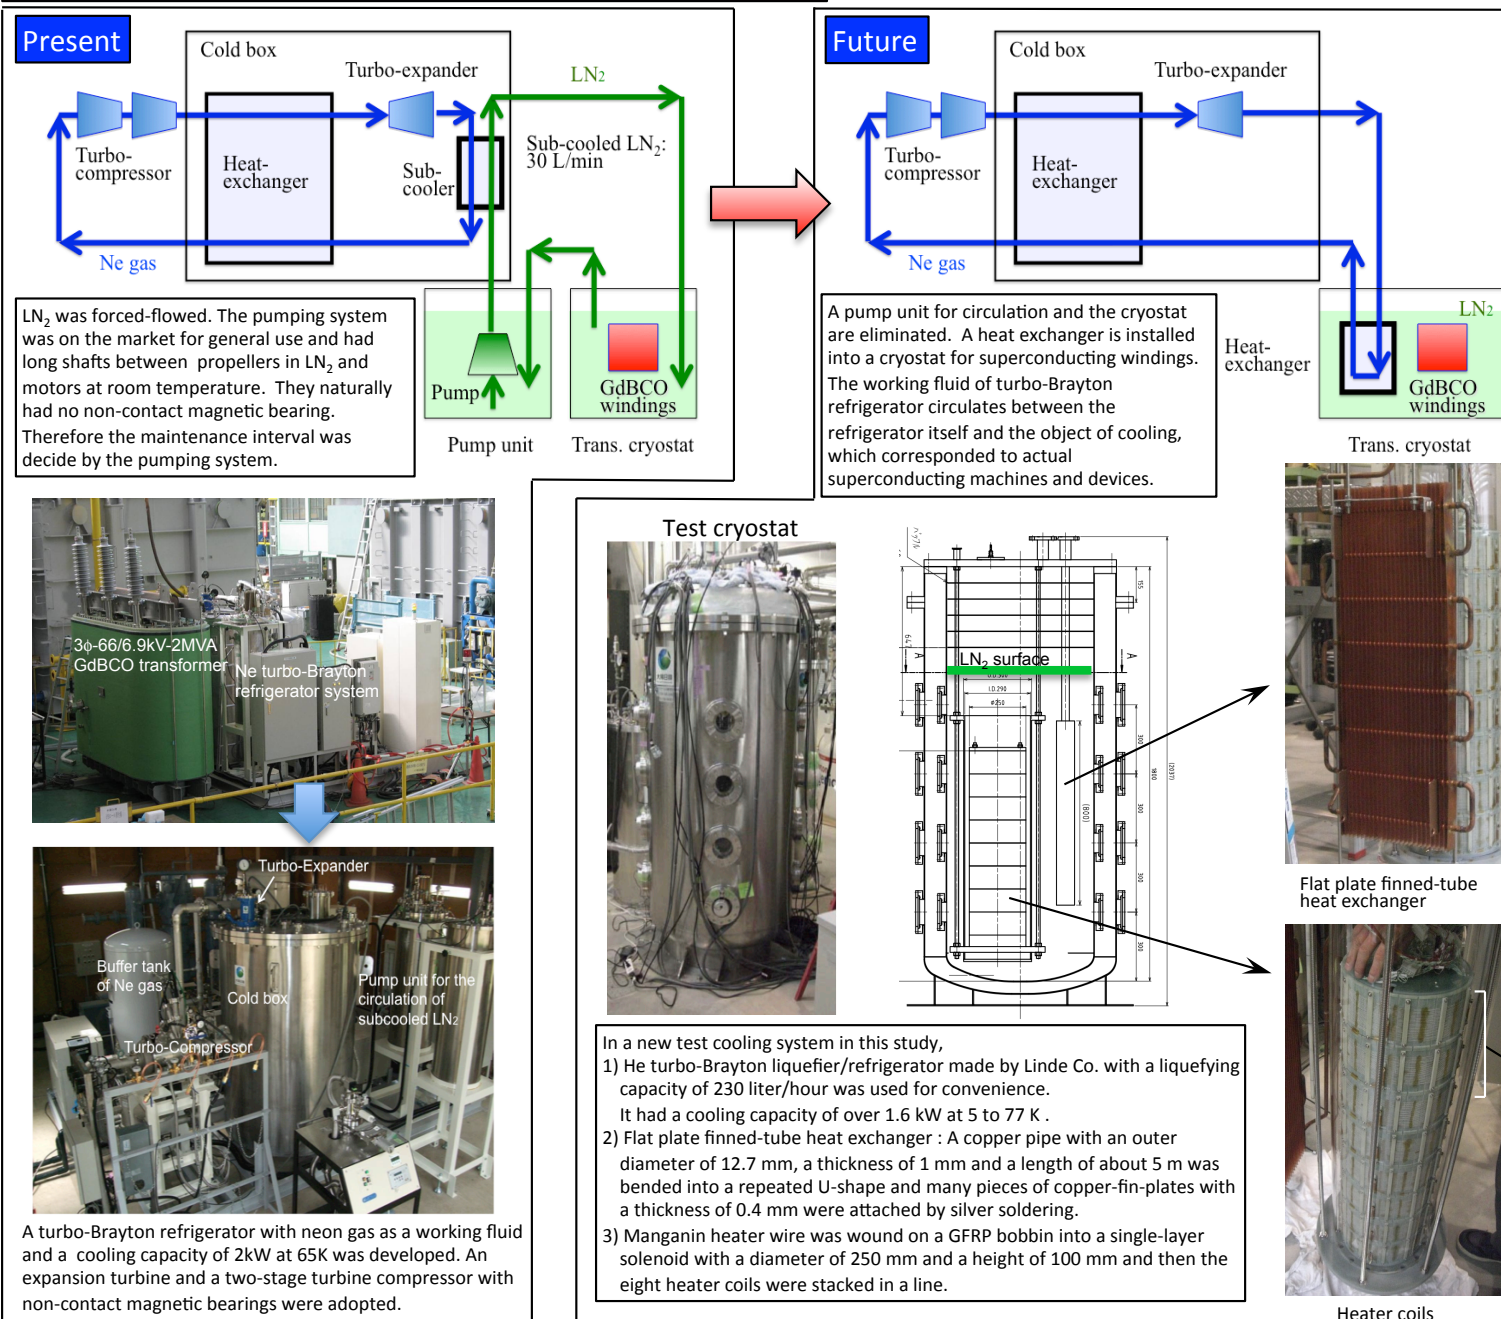 Present
Cold box
Turbo-expander
LN2
Turbo-
compressor
Heat-
exchanger
Sub-
cooler
Sub-cooled LN2:
30 L/min
Ne gas
Pump
GdBCO
windings
Pump unit
Trans. cryostat
LN2 was forced-flowed. The pumping system
was on the market for general use and had
long shafts between propellers in LN2 and
motors at room temperature. They naturally
had no non-contact magnetic bearing.
Therefore the maintenance interval was
decide by the pumping system.
Future
Cold box
Turbo-expander
Turbo-
compressor
Heat-
exchanger
Ne gas
LN2
Heat-
exchanger
GdBCO
windings
Trans. cryostat
A pump unit for circulation and the cryostat
are eliminated. A heat exchanger is installed
into a cryostat for superconducting windings.
The working fluid of turbo-Brayton
refrigerator circulates between the
refrigerator itself and the object of cooling,
which corresponded to actual
superconducting machines and devices.
3ϕ-66/6.9kV-2MVA
GdBCO transformer
Ne turbo-Brayton
refrigerator system
Turbo-Expander
Buffer tank
of Ne gas
Cold box
Pump unit for the
circulation of
subcooled LN2
Turbo-Compressor
A turbo-Brayton refrigerator with neon gas as a working fluid
and a cooling capacity of 2kW at 65K was developed. An
expansion turbine and a two-stage turbine compressor with
non-contact magnetic bearings were adopted.
Test cryostat
LN2 surface
I.D.290
ø250
155
A
A
300
300
300
300
(800)
1800
(2037)
Flat plate finned-tube
heat exchanger
Heater coils
In a new test cooling system in this study,
1) He turbo-Brayton liquefier/refrigerator made by Linde Co. with a liquefying
capacity of 230 liter/hour was used for convenience.
It had a cooling capacity of over 1.6 kW at 5 to 77 K .
2) Flat plate finned-tube heat exchanger : A copper pipe with an outer
diameter of 12.7 mm, a thickness of 1 mm and a length of about 5 m was
bended into a repeated U-shape and many pieces of copper-fin-plates with
a thickness of 0.4 mm were attached by silver soldering.
3) Manganin heater wire was wound on a GFRP bobbin into a single-layer
solenoid with a diameter of 250 mm and a height of 100 mm and then the
eight heater coils were stacked in a line.